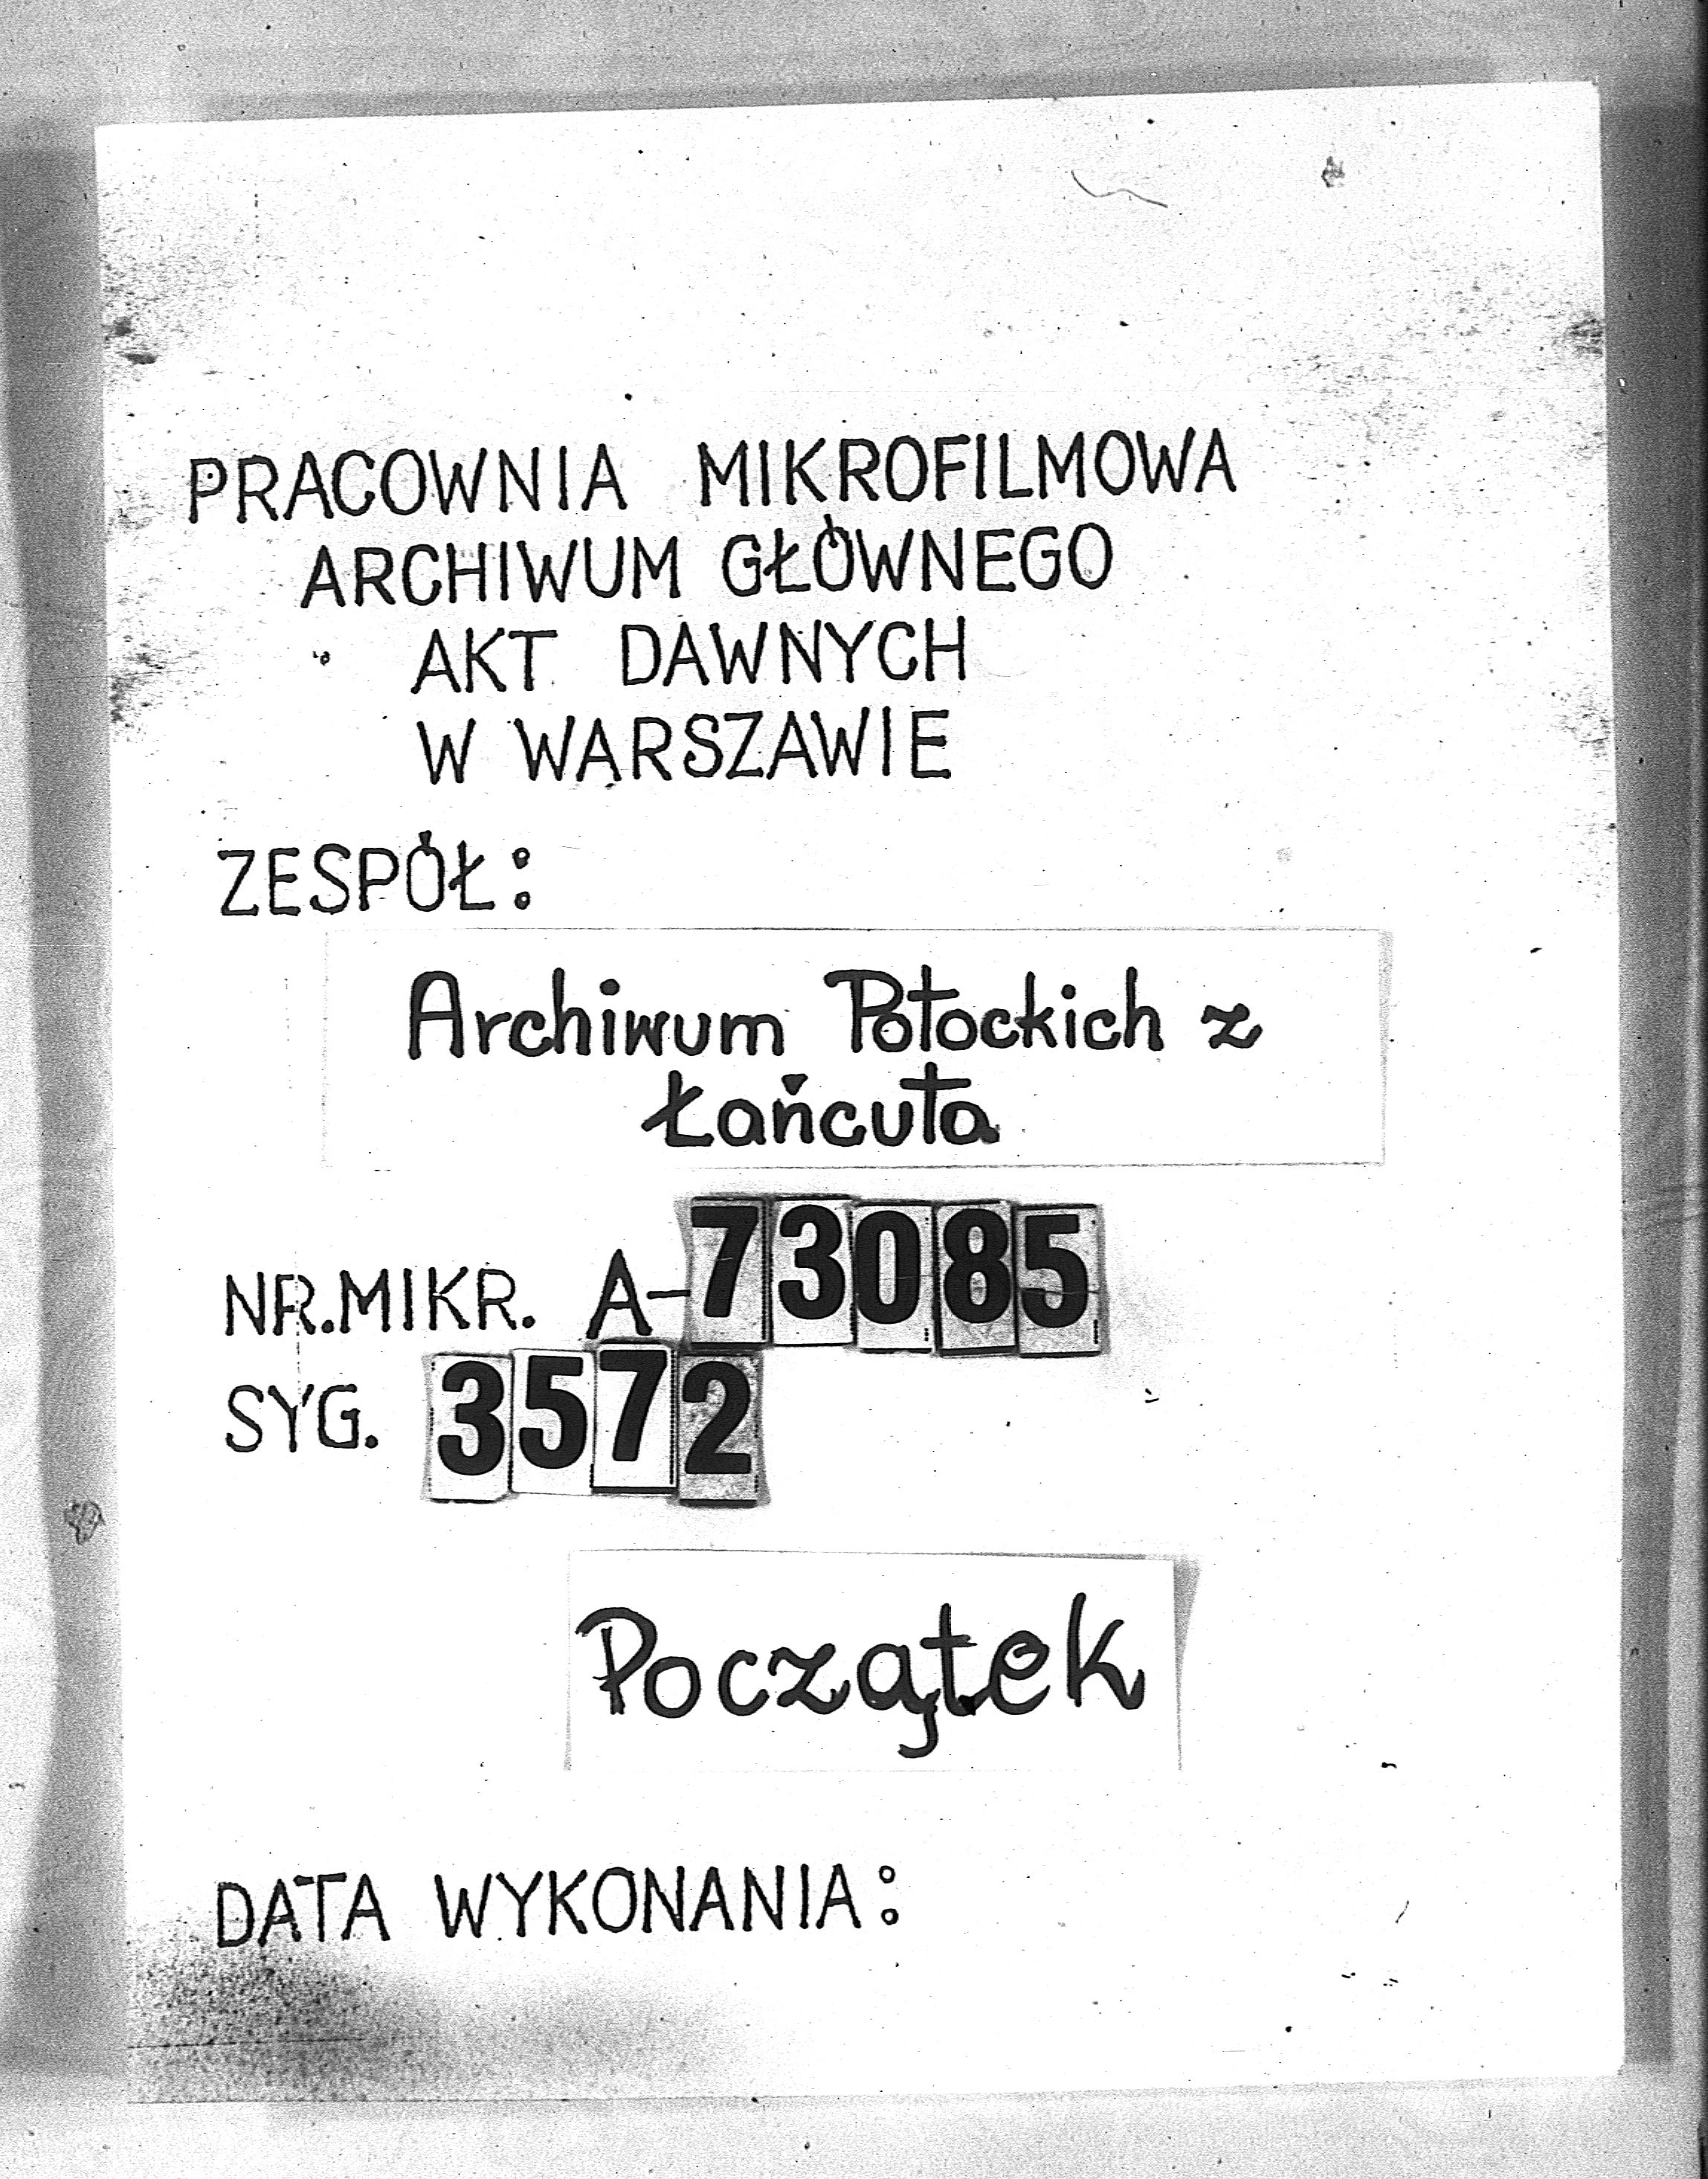 PRACOWNIA MIKROFILMOWA
ARCHIWUM GŁÓWNEGO
AKT DAWNYCH
W WARSZAWIE
ZESPÓŁ:
Archiwum Potockich z
Łańcuta
NR.MIKR. A-73085
SYG. 3572
Początek
DATA WYKONANIA: